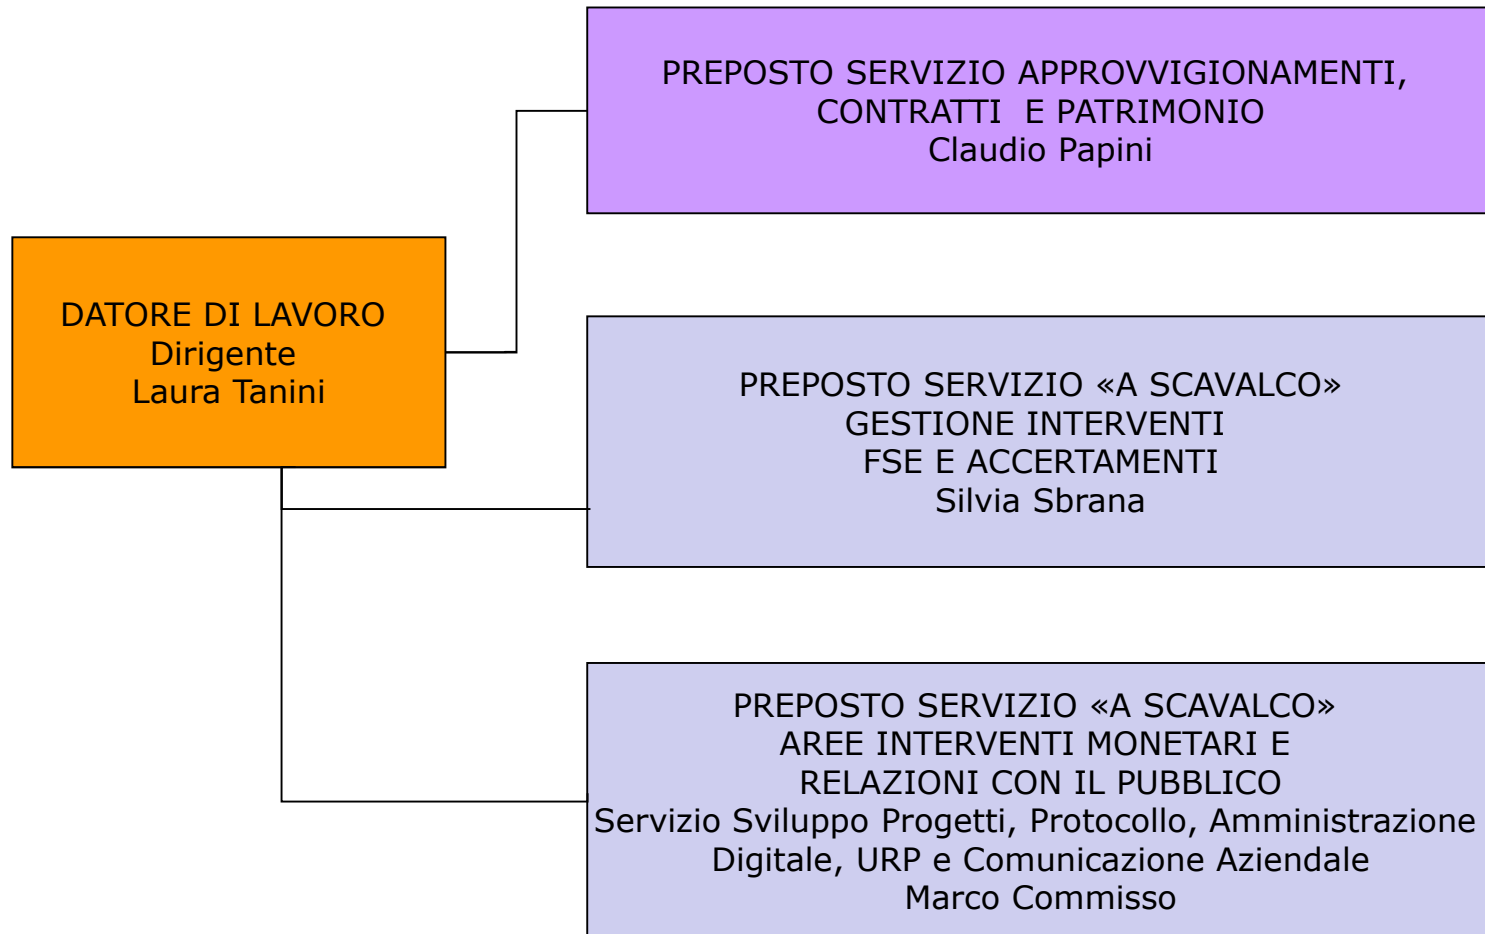 PREPOSTO SERVIZIO APPROVVIGIONAMENTI,
CONTRATTI E PATRIMONIO
Claudio Papini
DATORE DI LAVORO
Dirigente
Laura Tanini
PREPOSTO SERVIZIO «A SCAVALCO»
GESTIONE INTERVENTI
FSE E ACCERTAMENTI
Silvia Sbrana
PREPOSTO SERVIZIO «A SCAVALCO»
AREE INTERVENTI MONETARI E
RELAZIONI CON IL PUBBLICO
Servizio Sviluppo Progetti, Protocollo, Amministrazione
Digitale, URP e Comunicazione Aziendale
Marco Commisso